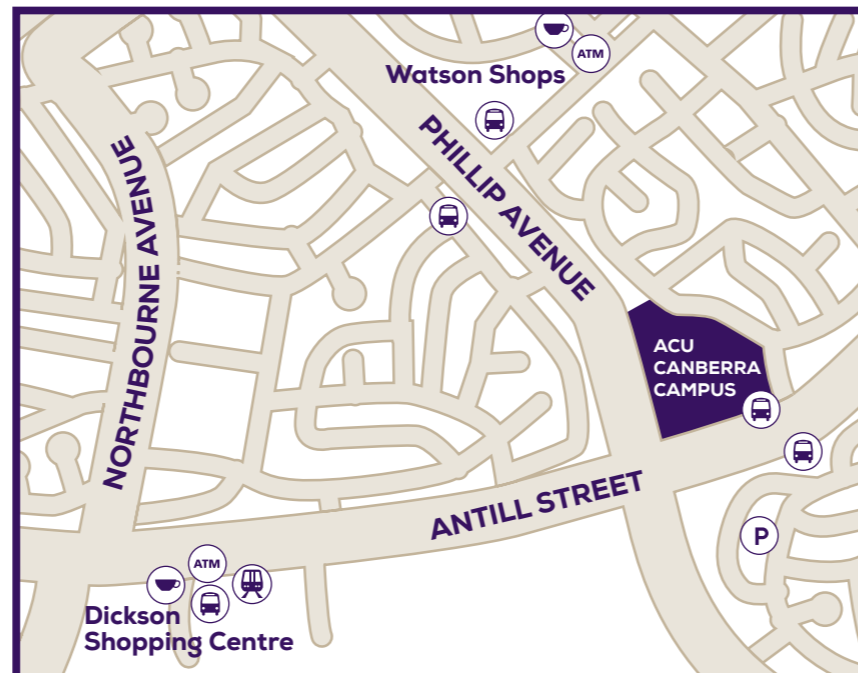 ATM
Watson Shops
PHILLIP AVENUE
NORTHBOURNE AVENUE
ACU
CANBERRA
CAMPUS
ANTILL STREET
P
ATM
Dickson
Shopping Centre